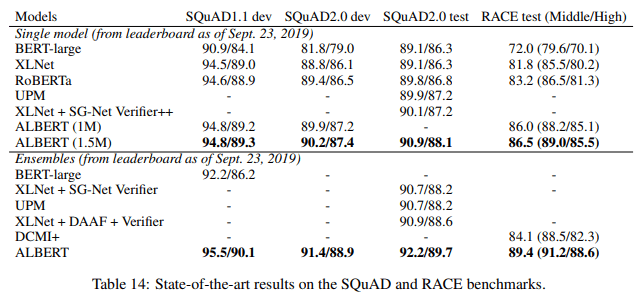 Models SQuAD1.1 dev SQuAD2.0 dev SQuAD2.0 test RACE test (Middle/High)
Single model (from leaderboard as of Sept. 23, 2019)
BERT-large 90.9/84.1 81.8/79.0 89.1/86.3 72.0 (79.6/70.1)
XLNet 94.5/89.0 88.8/86.1 89.1/86.3 81.8 (85.5/80.2)
RoBERTa 94.6/88.9 89.4/86.5 89.8/86.8 83.2 (86.5/81.3)
UPM - - 89.9/87.2 -
XLNet + SG-Net Verifier++ - - 90.1/87.2 -
ALBERT (1M) 94.8/89.2 89.9/87.2 - 86.0 (88.2/85.1)
ALBERT (1.5M) 94.8/89.3 90.2/87.4 90.9/88.1 86.5 (89.0/85.5)
Ensembles (from leaderboard as of Sept. 23, 2019)
BERT-large 92.2/86.2 - - -
XLNet + SG-Net Verifier - - 90.7/88.2 -
UPM - - 90.7/88.2
XLNet + DAAF + Verifier - - 90.9/88.6 -
DCMI+ - - - 84.1 (88.5/82.3)
ALBERT 95.5/90.1 91.4/88.9 92.2/89.7 89.4 (91.2/88.6)
Table 14: State-of-the-art results on the SQuAD and RACE benchmarks.